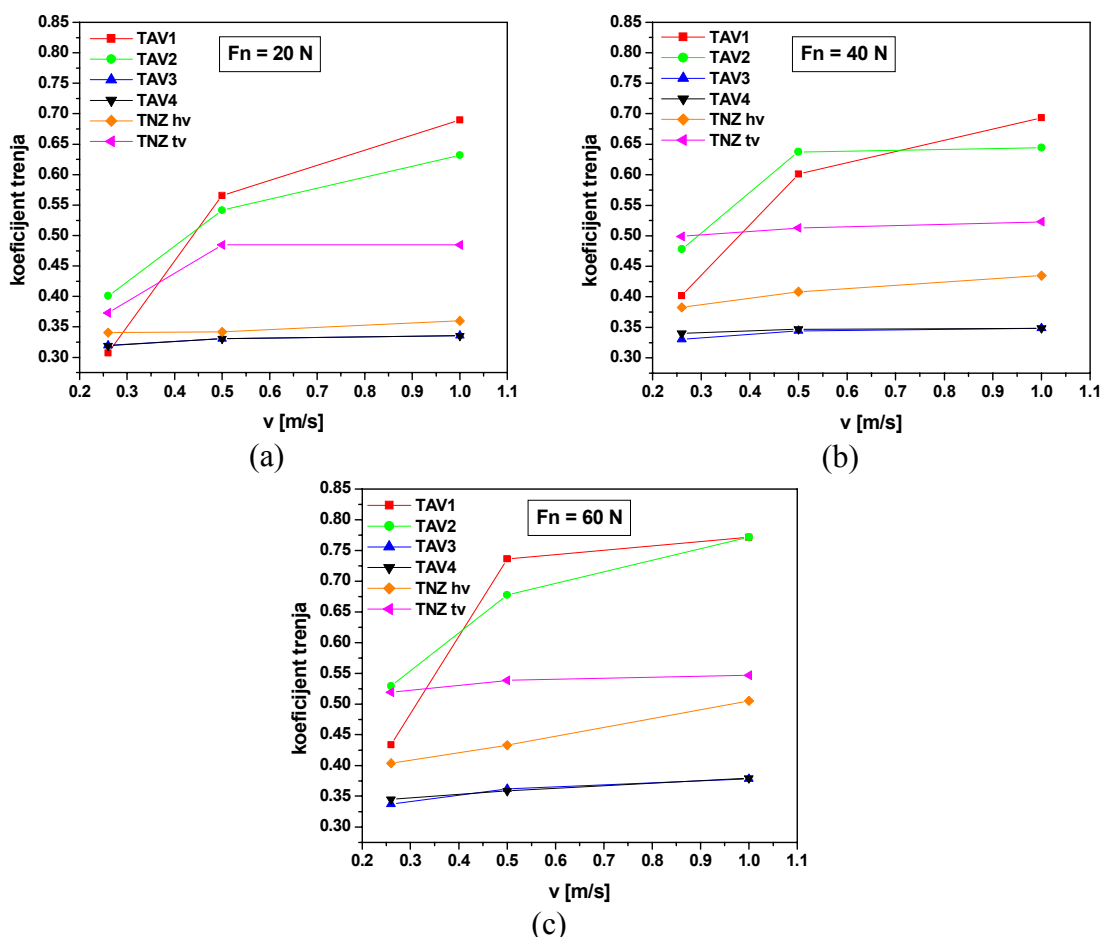 Fn = 20 N
TAV1
TAV2
TAV3
TAV4
TNZ hv
TNZ tv
koeficijent trenja
0.85
0.80
0.75
0.70
0.65
0.60
0.55
0.50
0.45
0.40
0.35
0.30
0.2 0.3 0.4 0.5 0.6 0.7 0.8 0.9 1.0 1.1
v [m/s]
(a)
Fn = 40 N
TAV1
TAV2
TAV3
TAV4
TNZ hv
TNZ tv
koeficijent trenja
0.85
0.80
0.75
0.70
0.65
0.60
0.55
0.50
0.45
0.40
0.35
0.30
0.2 0.3 0.4 0.5 0.6 0.7 0.8 0.9 1.0 1.1
v [m/s]
(b)
Fn = 60 N
TAV1
TAV2
TAV3
TAV4
TNZ hv
TNZ tv
koeficijent trenja
0.85
0.80
0.75
0.70
0.65
0.60
0.55
0.50
0.45
0.40
0.35
0.30
0.2 0.3 0.4 0.5 0.6 0.7 0.8 0.9 1.0 1.1
v [m/s]
(c)